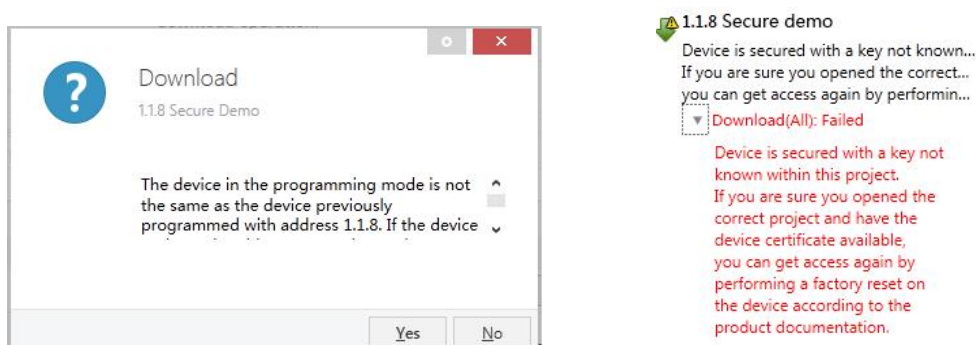 Download
1.1.8 Secure Demo
The device in the programming mode is not
the same as the device previously
programmed with address 1.1.8. If the device
Yes
No
1.1.8 Secure demo
Device is secured with a key not known...
If you are sure you opened the correct...
you can get access again by performin...
Download(All): Failed
Device is secured with a key not
known within this project.
If you are sure you opened the
correct project and have the
device certificate available,
you can get access again by
performing a factory reset on
the device according to the
product documentation.